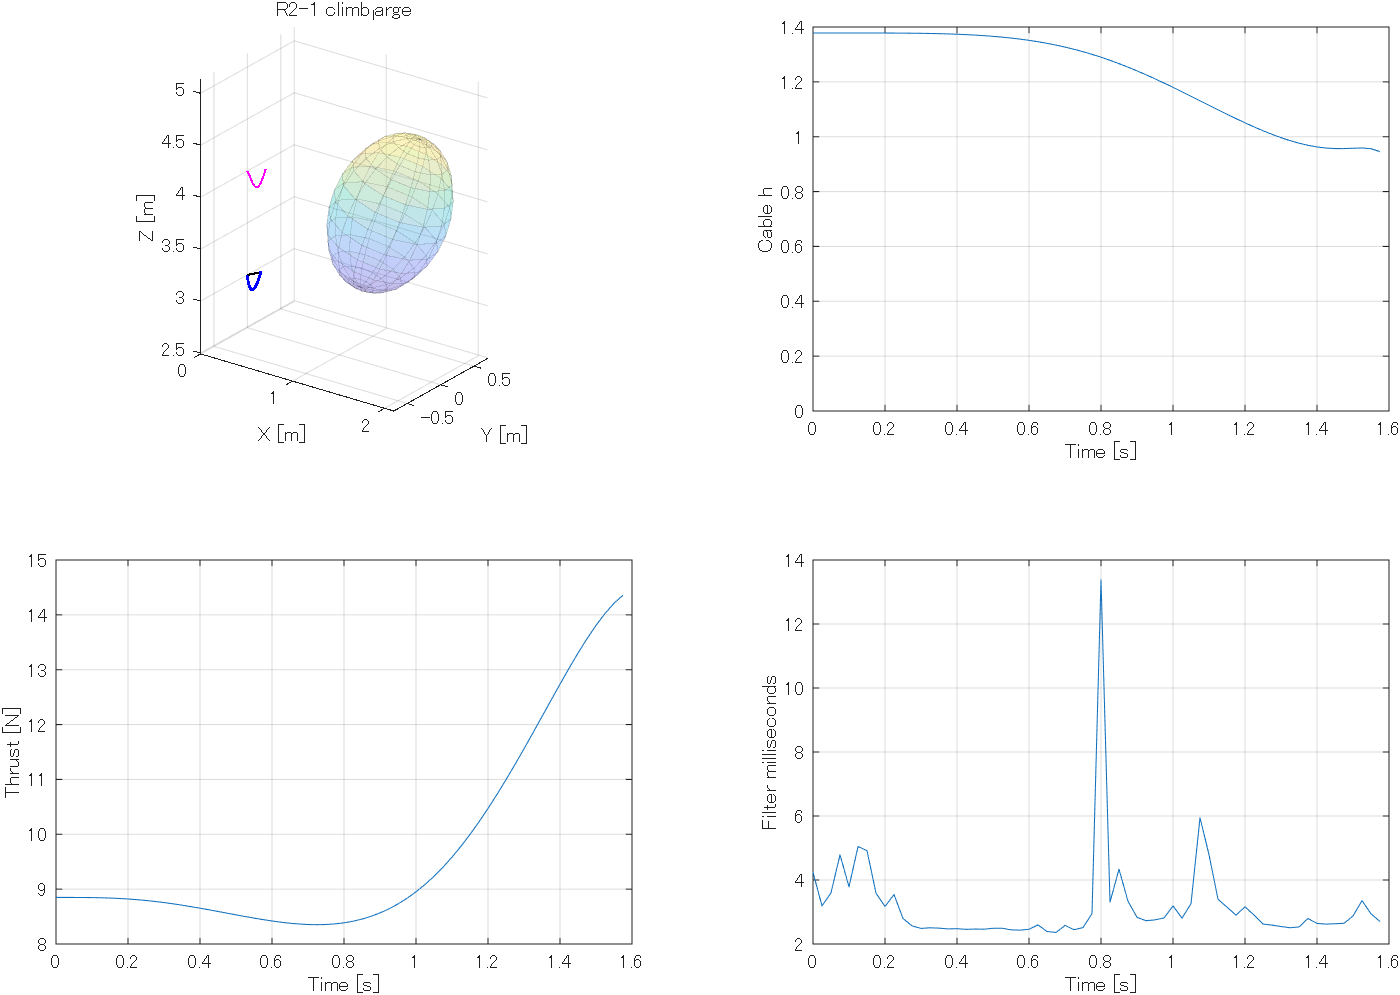 R2-1 climb_large
5
4.5
4
3.5
3
2.5
Z [m]
0
1
2
X [m]
-0.5
0
0.5
Y [m]
1.4
1.2
1
0.8
0.6
0.4
0.2
0
Cable h
0 0.2 0.4 0.6 0.8 1 1.2 1.4 1.6
Time [s]
15
14
13
12
11
10
9
8
Thrust [N]
0 0.2 0.4 0.6 0.8 1 1.2 1.4 1.6
Time [s]
14
12
10
8
6
4
2
Filter milliseconds
0 0.2 0.4 0.6 0.8 1 1.2 1.4 1.6
Time [s]